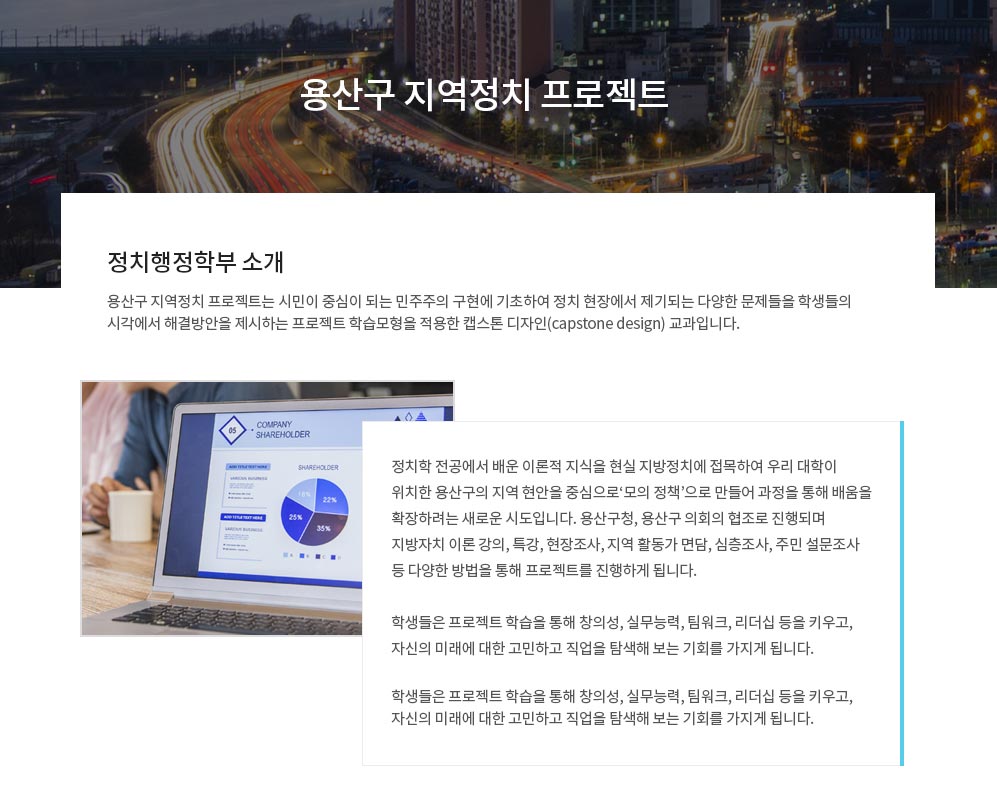 용산구 지역정치 프로젝트
정치행정학부 소개
용산구 지역정치 프로젝트는 시민이 중심이 되는 민주주의 구현에 기초하여 정치 현장에서 제기되는 다양한 문제들을 학생들의
시각에서 해결방안을 제시하는 프로젝트 학습모형을 적용한 캡스톤 디자인(capstone design) 교과입니다.
05
COMPANY
SHAREHOLDER
ADD TITLE TEXT HERE
VARIOUS BUSINESS
SHAREHOLDER
18%
22%
25%
35%
ADD TITLE TEXT HERE
VARIOUS BUSINESS
A B C D
정치학 전공에서 배운 이론적 지식을 현실 지방정치에 접목하여 우리 대학이
위치한 용산구의 지역 현안을 중심으로‘모의 정책’으로 만들어 과정을 통해 배움을
확장하려는 새로운 시도입니다. 용산구청, 용산구 의회의 협조로 진행되며
지방자치 이론 강의, 특강, 현장조사, 지역 활동가 면담, 심층조사, 주민 설문조사
등 다양한 방법을 통해 프로젝트를 진행하게 됩니다.
학생들은 프로젝트 학습을 통해 창의성, 실무능력, 팀워크, 리더십 등을 키우고,
자신의 미래에 대한 고민하고 직업을 탐색해 보는 기회를 가지게 됩니다.
학생들은 프로젝트 학습을 통해 창의성, 실무능력, 팀워크, 리더십 등을 키우고,
자신의 미래에 대한 고민하고 직업을 탐색해 보는 기회를 가지게 됩니다.